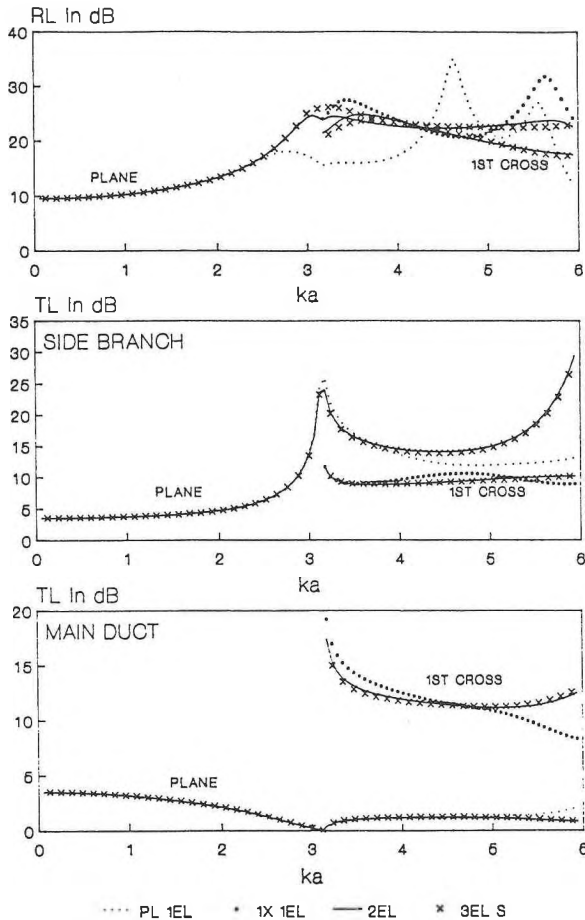 RL in dB
40
30
20
10
0
PLANE
1ST CROSS
0 1 2 3 4 5 6
ka
TL in dB
35
30
25
20
15
10
5
0
SIDE BRANCH
PLANE
1ST CROSS
0 1 2 3 4 5 6
ka
TL in dB
20
15
10
5
0
MAIN DUCT
1ST CROSS
PLANE
0 1 2 3 4 5 6
ka
PL 1EL 1X 1EL 2EL 3EL S